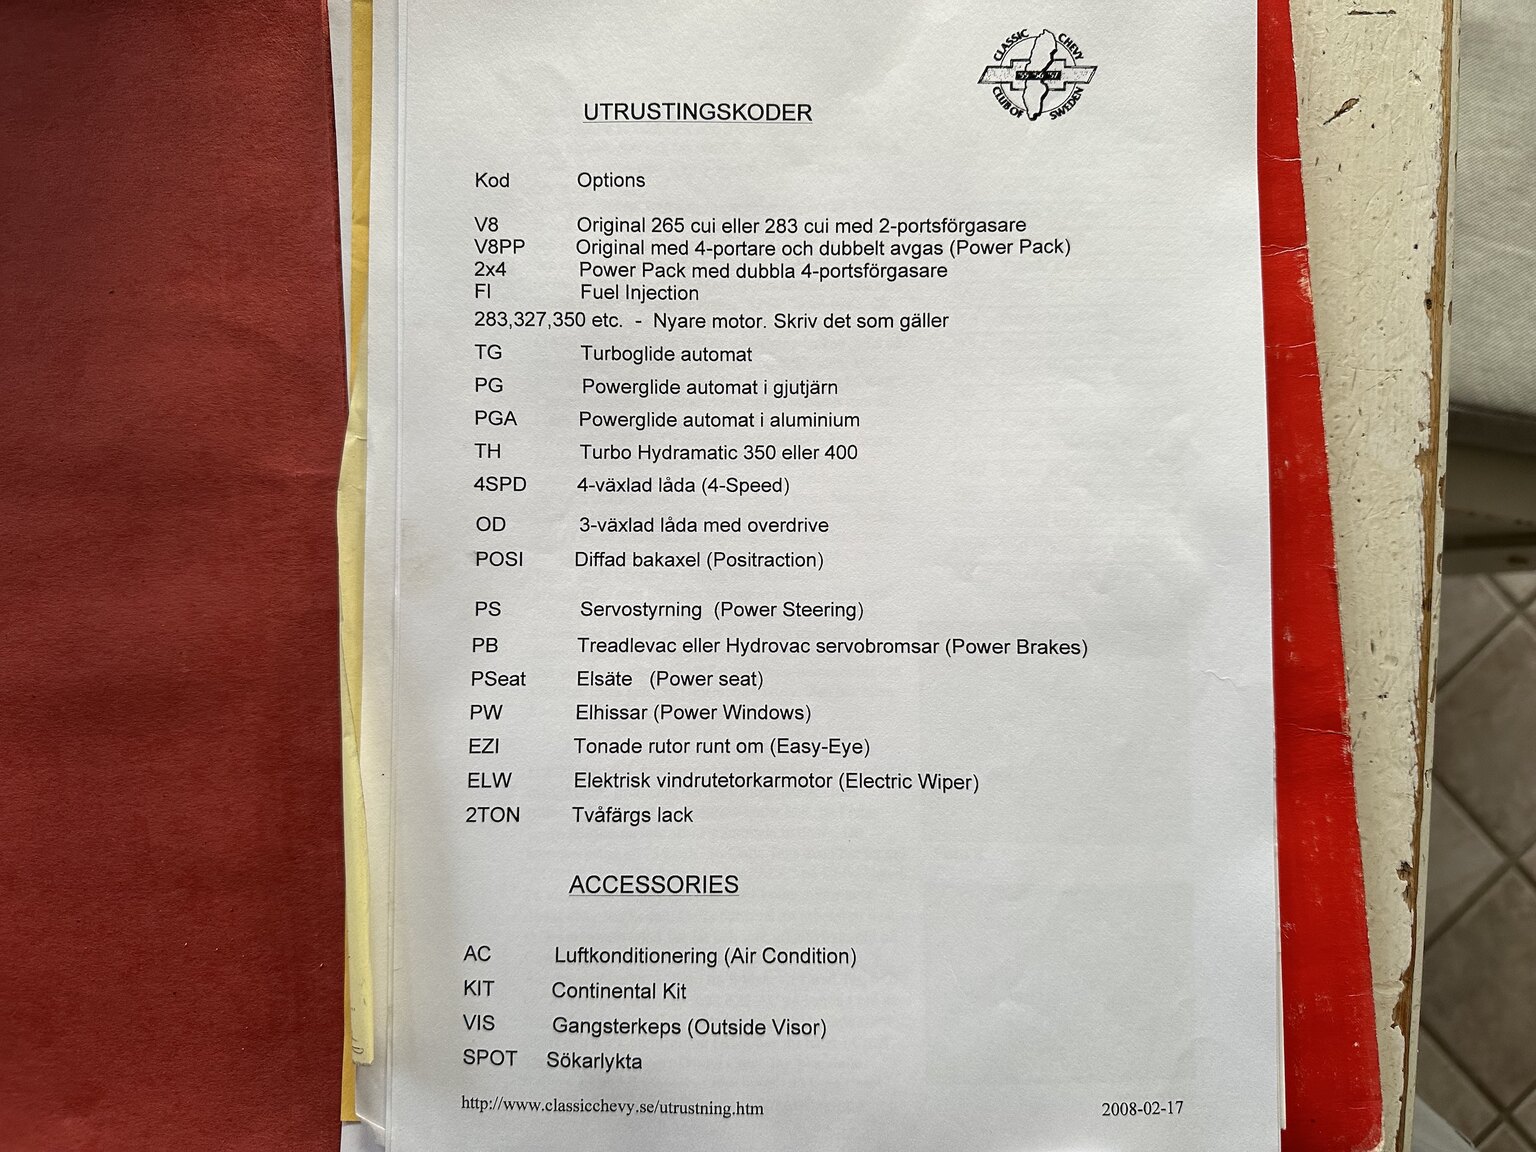 CLASSIC CHEVY
'55 '56 '57
CLUB OF SWEDEN
UTRUSTINGSKODER
Kod Options
V8 Original 265 cui eller 283 cui med 2-portsförgasare
V8PP Original med 4-portare och dubbelt avgas (Power Pack)
2x4 Power Pack med dubbla 4-portsförgasare
FI Fuel Injection
283,327,350 etc. - Nyare motor. Skriv det som gäller
TG Turboglide automat
PG Powerglide automat i gjutjärn
PGA Powerglide automat i aluminium
TH Turbo Hydramatic 350 eller 400
4SPD 4-växlad låda (4-Speed)
OD 3-växlad låda med overdrive
POSI Diffad bakaxel (Positraction)
PS Servostyrning (Power Steering)
PB Treadlevac eller Hydrovac servobromsar (Power Brakes)
PSeat Elsäte (Power seat)
PW Elhissar (Power Windows)
EZI Tonade rutor runt om (Easy-Eye)
ELW Elektrisk vindrutetorkarmotor (Electric Wiper)
2TON Tvåfärgs lack
ACCESSORIES
AC Luftkonditionering (Air Condition)
KIT Continental Kit
VIS Gangsterkeps (Outside Visor)
SPOT Sökarlykta
http://www.classicchevy.se/utrustning.htm 2008-02-17